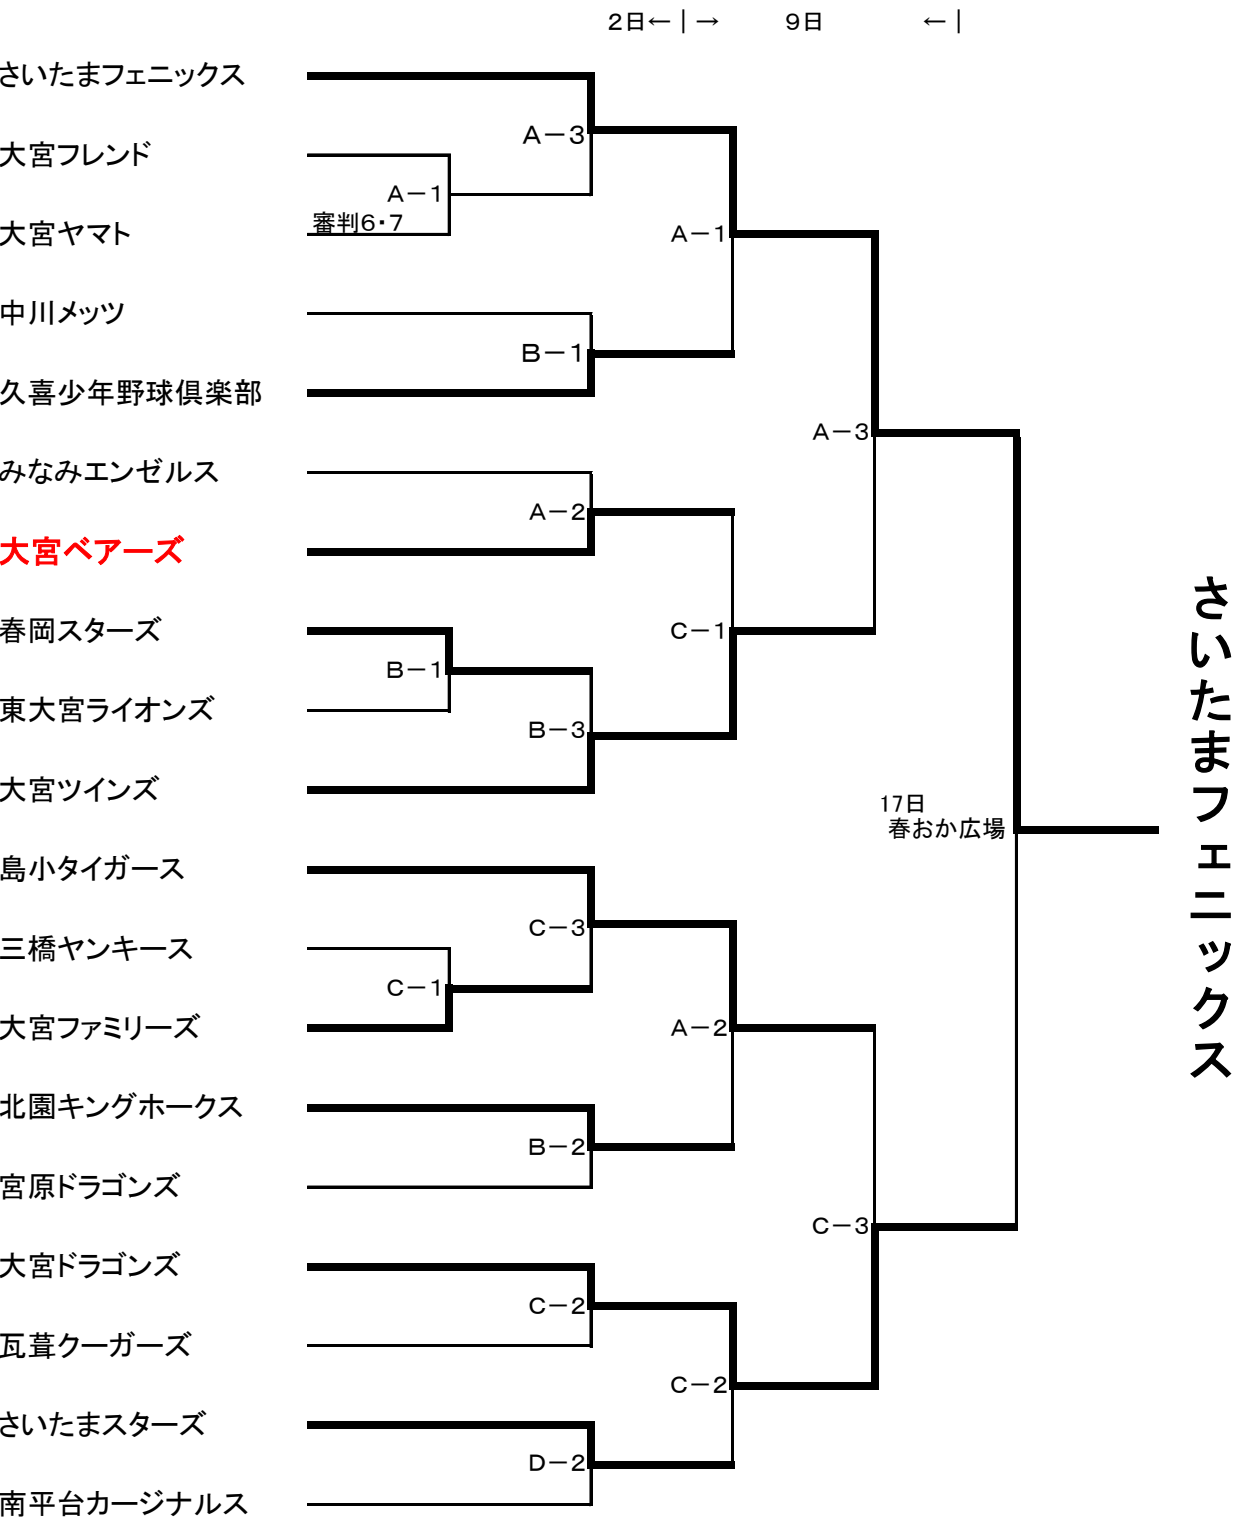 2日←｜→ 9日 ←｜
さいたまフェニックス
A－3
大宮フレンド
A－1
審判6・7
大宮ヤマト
A－1
中川メッツ
B－1
久喜少年野球倶楽部
A－3
みなみエンゼルス
A－2
大宮ベアーズ
春岡スターズ
C－1
B－1
東大宮ライオンズ
B－3
大宮ツインズ
17日
春おか広場
さいたまフェニックス
島小タイガース
C－3
三橋ヤンキース
C－1
大宮ファミリーズ
A－2
北園キングホークス
B－2
宮原ドラゴンズ
C－3
大宮ドラゴンズ
C－2
瓦葺クーガーズ
C－2
さいたまスターズ
D－2
南平台カージナルス